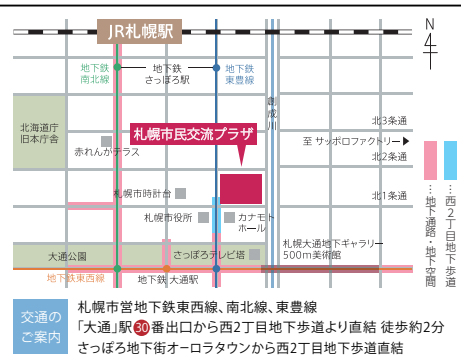 JR札幌駅
N
地下鉄
南北線
地下鉄
さっぽろ駅
地下鉄
東豊線
創成川
北3条通
北海道庁
旧本庁舎
赤れんがテラス
札幌市民交流プラザ
至 サッポロファクトリー
北2条通
札幌市時計台
北1条通
札幌市役所
カナモト
ホール
大通公園
さっぽろテレビ塔
札幌大通地下ギャラリー
500m美術館
地下鉄東西線
地下鉄 大通駅
…西2丁目地下歩道
…地下通路・地下空間
交通の
ご案内
札幌市営地下鉄東西線、南北線、東豊線
「大通」駅30番出口から西2丁目地下歩道より直結 徒歩約2分
さっぽろ地下街オーロラタウンから西2丁目地下歩道直結